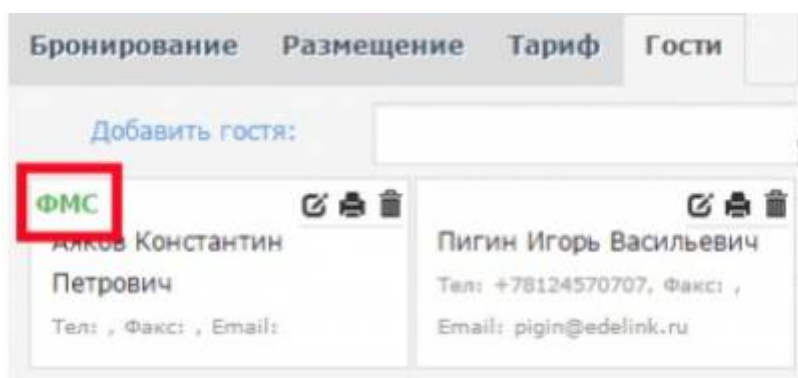 Бронирование Размещение Тариф Гости
Добавить гостя:
ФМС
Аяков Константин
Петрович
Тел: , Факс: , Email:
Пигин Игорь Васильевич
Тел: +78124570707, Факс: ,
Email: pigin@edelink.ru